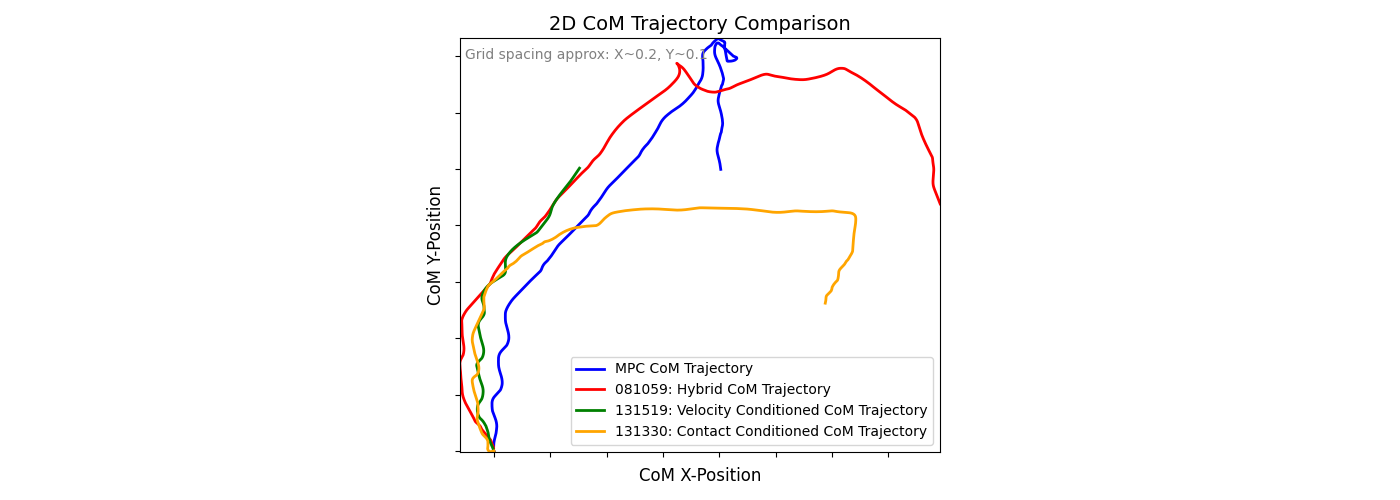 2D CoM Trajectory Comparison
Grid spacing approx: X~0.2, Y~0.1
CoM Y-Position
MPC CoM Trajectory
081059: Hybrid CoM Trajectory
131519: Velocity Conditioned CoM Trajectory
131330: Contact Conditioned CoM Trajectory
CoM X-Position